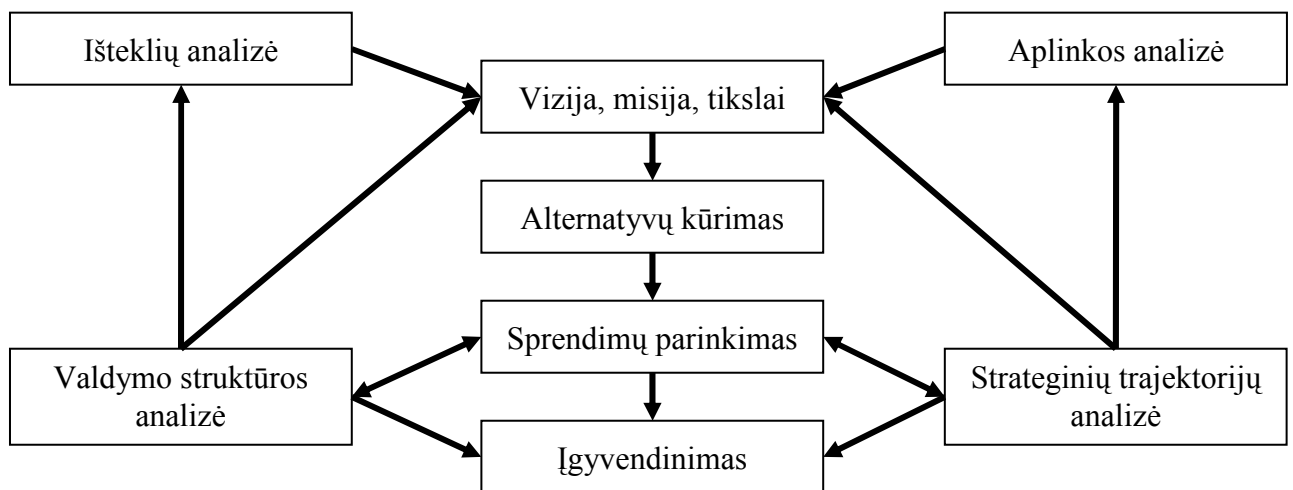 Išteklių analizė
Aplinkos analizė
Vizija, misija, tikslai
Alternatyvų kūrimas
Sprendimų parinkimas
Valdymo struktūros
analizė
Strateginių trajektorijų
analizė
Įgyvendinimas